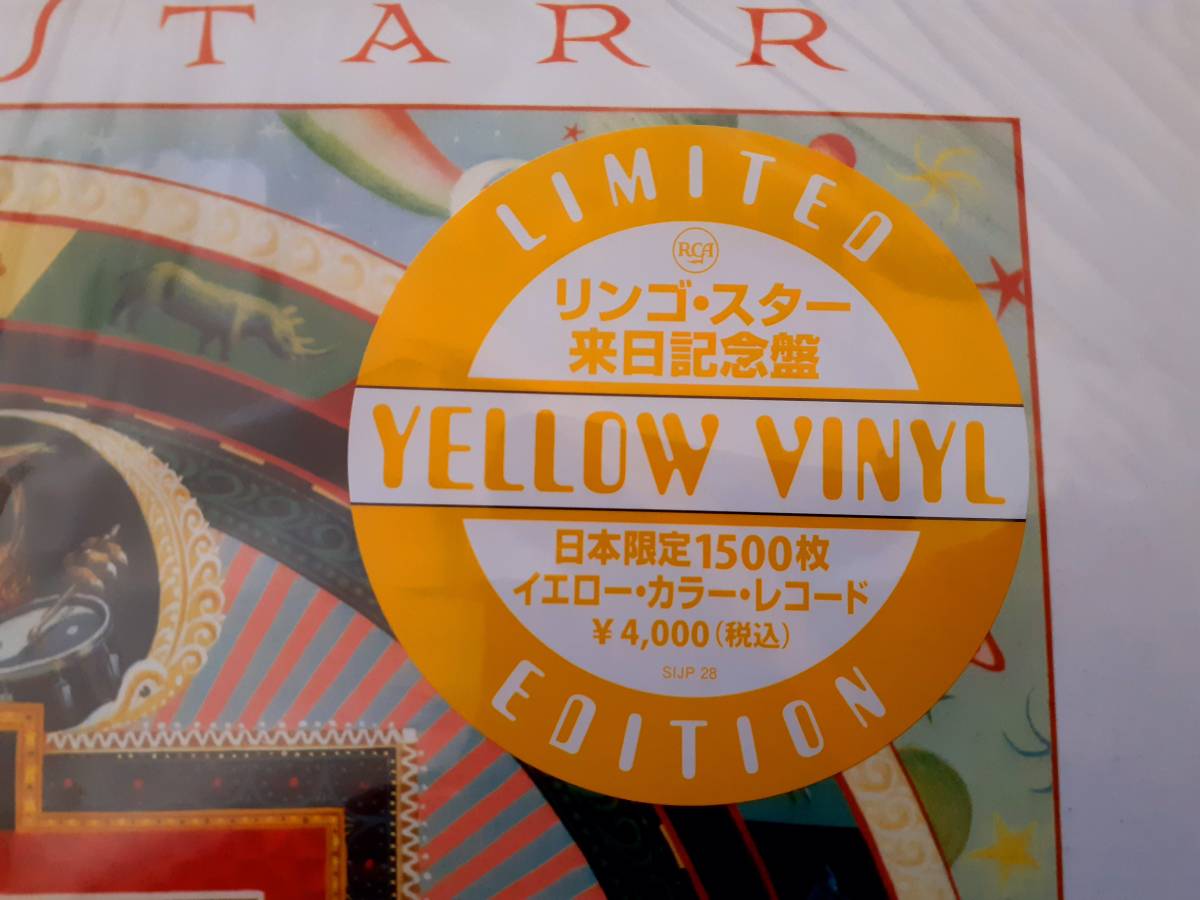 STARR
LIMITED
RCA
リンゴ・スター
来日記念盤
YELLOW VINYL
日本限定1500枚
イエロー・カラー・レコード
¥4,000(税込)
SIJP 28
EDITION